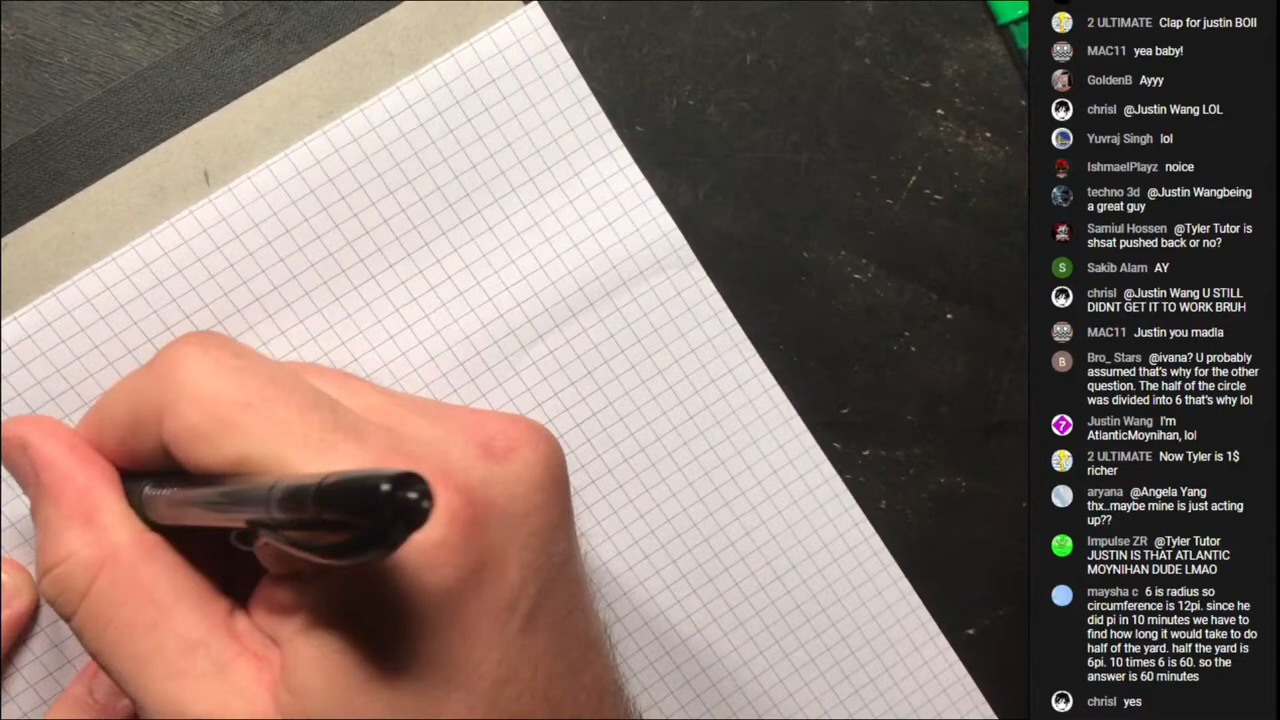 2 ULTIMATE Clap for justin BOII
MAC11 yea baby!
GoldenB Ayyy
chrisl @Justin Wang LOL
Yuvraj Singh lol
IshmaelPlayz noice
techno 3d @Justin Wangbeing
a great guy
Samiul Hossen @Tyler Tutor is
shsat pushed back or no?
S
Sakib Alam AY
chrisl @Justin Wang U STILL
DIDNT GET IT TO WORK BRUH
MAC11 Justin you madla
B
Bro_ Stars @ivana? U probably
assumed that's why for the other
question. The half of the circle
was divided into 6 that's why lol
7
Justin Wang I'm
AtlanticMoynihan, lol
2 ULTIMATE Now Tyler is 1$
richer
aryana @Angela Yang
thx..maybe mine is just acting
up??
Impulse ZR @Tyler Tutor
JUSTIN IS THAT ATLANTIC
MOYNIHAN DUDE LMAO
maysha c 6 is radius so
circumference is 12pi. since he
did pi in 10 minutes we have to
find how long it would take to do
half of the yard. half the yard is
6pi. 10 times 6 is 60. so the
answer is 60 minutes
chrisl yes